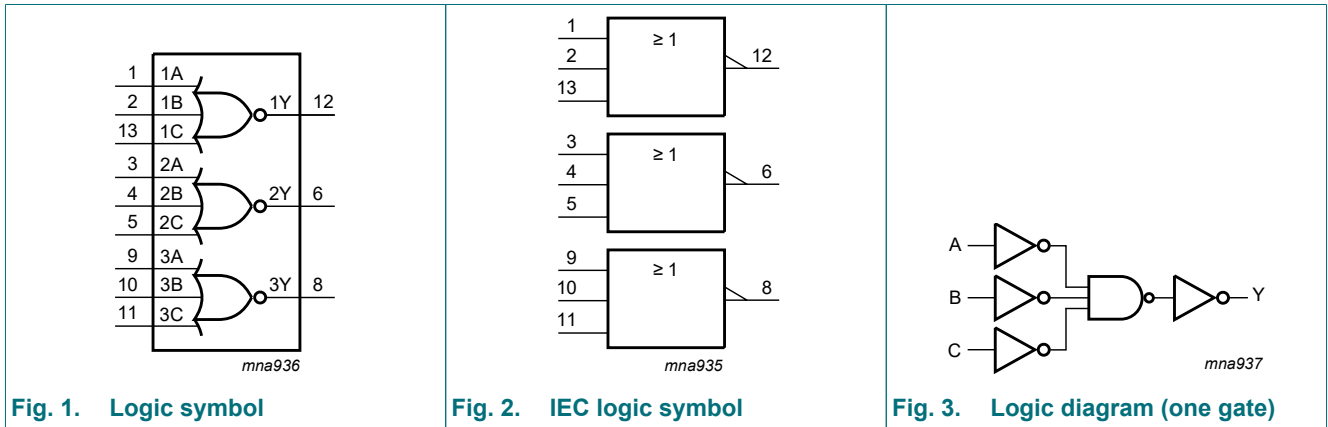 1 1A
2 1B 1Y 12
13 1C
3 2A
4 2B 2Y 6
5 2C
9 3A
10 3B 3Y 8
11 3C
mna936
Fig. 1. Logic symbol
1 ≥ 1
2 12
13
3 ≥ 1
4 6
5
9 ≥ 1
10 8
11
mna935
Fig. 2. IEC logic symbol
A
B Y
C
mna937
Fig. 3. Logic diagram (one gate)